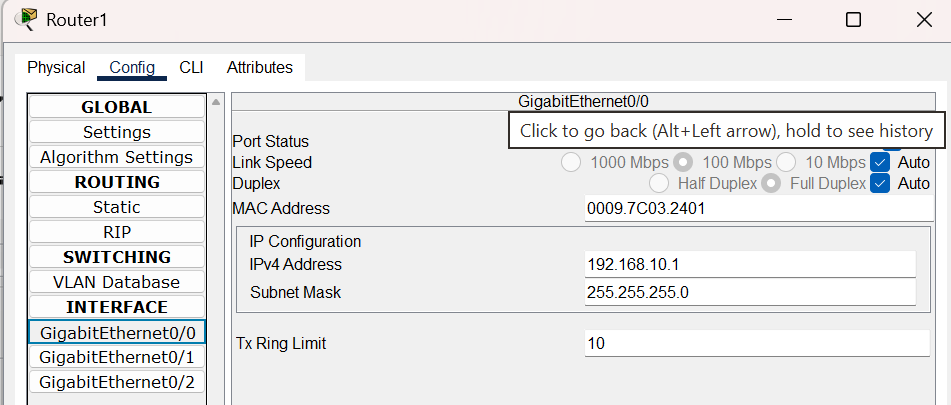 Router1
Physical Config CLI Attributes
GLOBAL
Settings
Algorithm Settings
ROUTING
Static
RIP
SWITCHING
VLAN Database
INTERFACE
GigabitEthernet0/0
GigabitEthernet0/1
GigabitEthernet0/2
GigabitEthernet0/0
Click to go back (Alt+Left arrow), hold to see history
Port Status
Link Speed 1000 Mbps 100 Mbps 10 Mbps Auto
Duplex Half Duplex Full Duplex Auto
MAC Address 0009.7C03.2401
IP Configuration
IPv4 Address 192.168.10.1
Subnet Mask 255.255.255.0
Tx Ring Limit 10